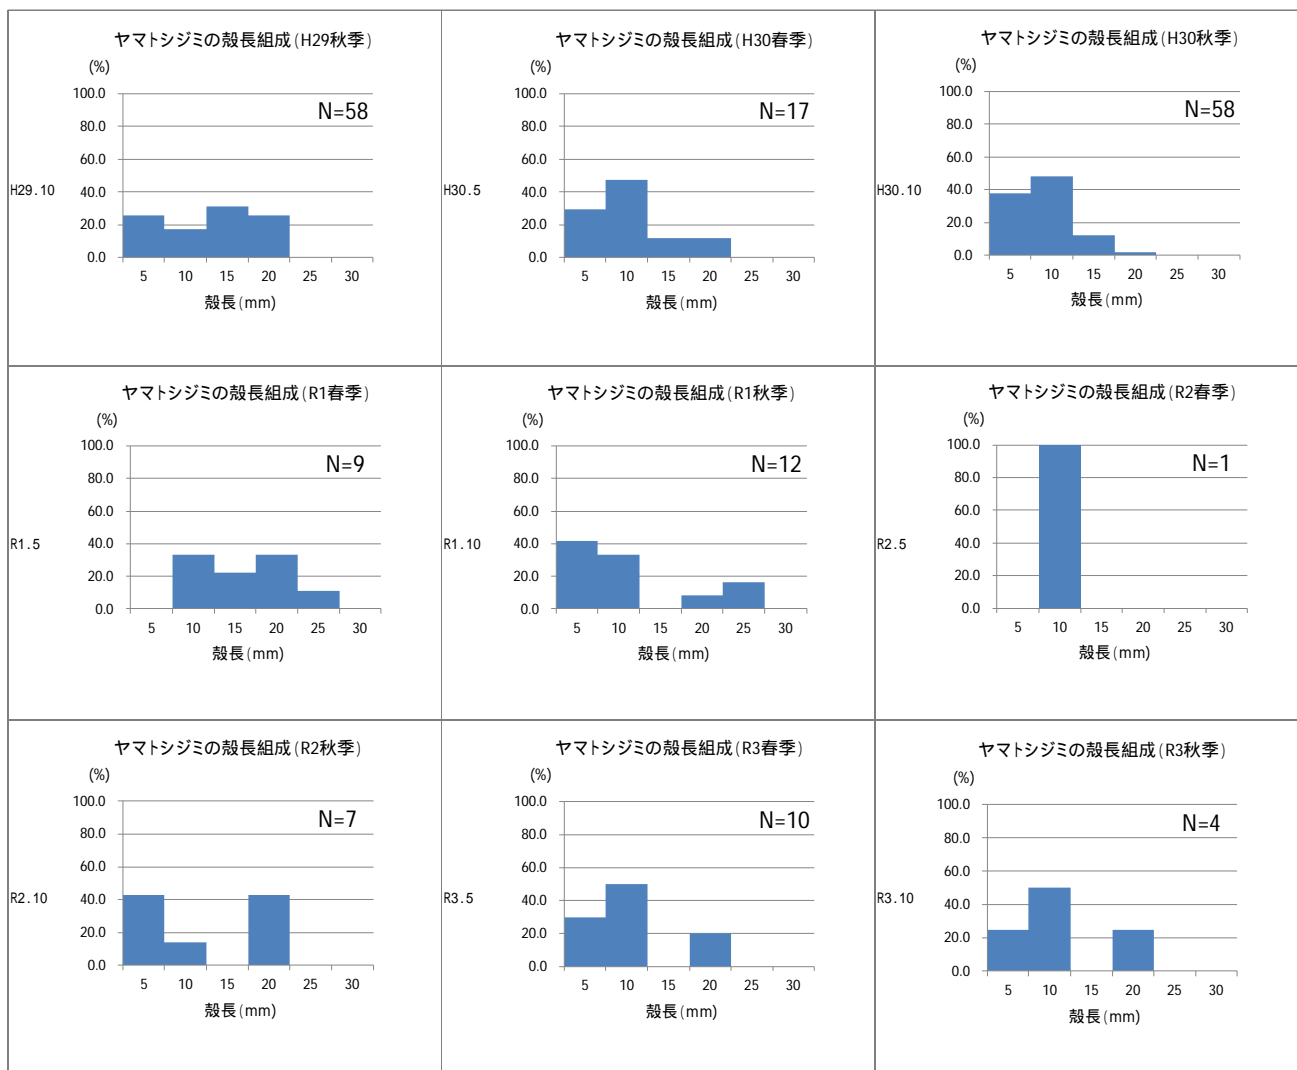 ヤマトシジミの殻長組成(H29秋季)
(%)
N=58
100.0
80.0
60.0
40.0
20.0
0.0
5 10 15 20 25 30
殻長(mm)
H29.10
ヤマトシジミの殻長組成(H30春季)
(%)
N=17
100.0
80.0
60.0
40.0
20.0
0.0
5 10 15 20 25 30
殻長(mm)
H30.5
ヤマトシジミの殻長組成(H30秋季)
(%)
N=58
100.0
80.0
60.0
40.0
20.0
0.0
5 10 15 20 25 30
殻長(mm)
H30.10
ヤマトシジミの殻長組成(R1春季)
(%)
N=9
100.0
80.0
60.0
40.0
20.0
0.0
5 10 15 20 25 30
殻長(mm)
R1.5
ヤマトシジミの殻長組成(R1秋季)
(%)
N=12
100.0
80.0
60.0
40.0
20.0
0.0
5 10 15 20 25 30
殻長(mm)
R1.10
ヤマトシジミの殻長組成(R2春季)
(%)
N=1
100.0
80.0
60.0
40.0
20.0
0.0
5 10 15 20 25 30
殻長(mm)
R2.5
ヤマトシジミの殻長組成(R2秋季)
(%)
N=7
100.0
80.0
60.0
40.0
20.0
0.0
5 10 15 20 25 30
殻長(mm)
R2.10
ヤマトシジミの殻長組成(R3春季)
(%)
N=10
100.0
80.0
60.0
40.0
20.0
0.0
5 10 15 20 25 30
殻長(mm)
R3.5
ヤマトシジミの殻長組成(R3秋季)
(%)
N=4
100.0
80.0
60.0
40.0
20.0
0.0
5 10 15 20 25 30
殻長(mm)
R3.10